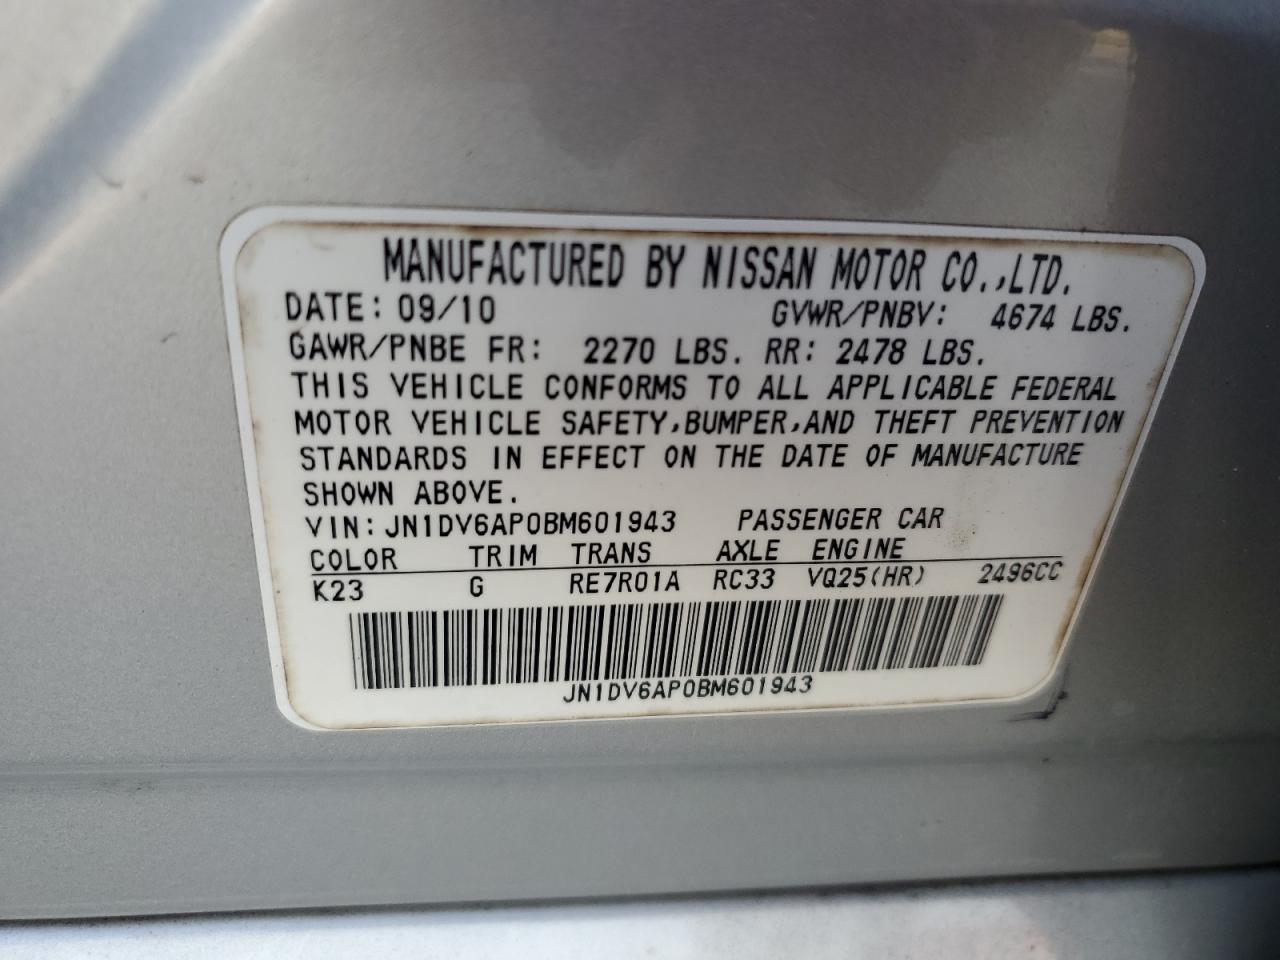 MANUFACTURED BY NISSAN MOTOR CO.,LTD.
DATE: 09/10 GVWR/PNBV: 4674 LBS.
GAWR/PNBE FR: 2270 LBS. RR: 2478 LBS.
THIS VEHICLE CONFORMS TO ALL APPLICABLE FEDERAL
MOTOR VEHICLE SAFETY,BUMPER,AND THEFT PREVENTION
STANDARDS IN EFFECT ON THE DATE OF MANUFACTURE
SHOWN ABOVE.
VIN:JN1DV6AP0BM601943 PASSENGER CAR
COLOR TRIM TRANS AXLE ENGINE
K23 G RE7R01A RC33 VQ25(HR) 2496CC
JN1DV6AP0BM601943